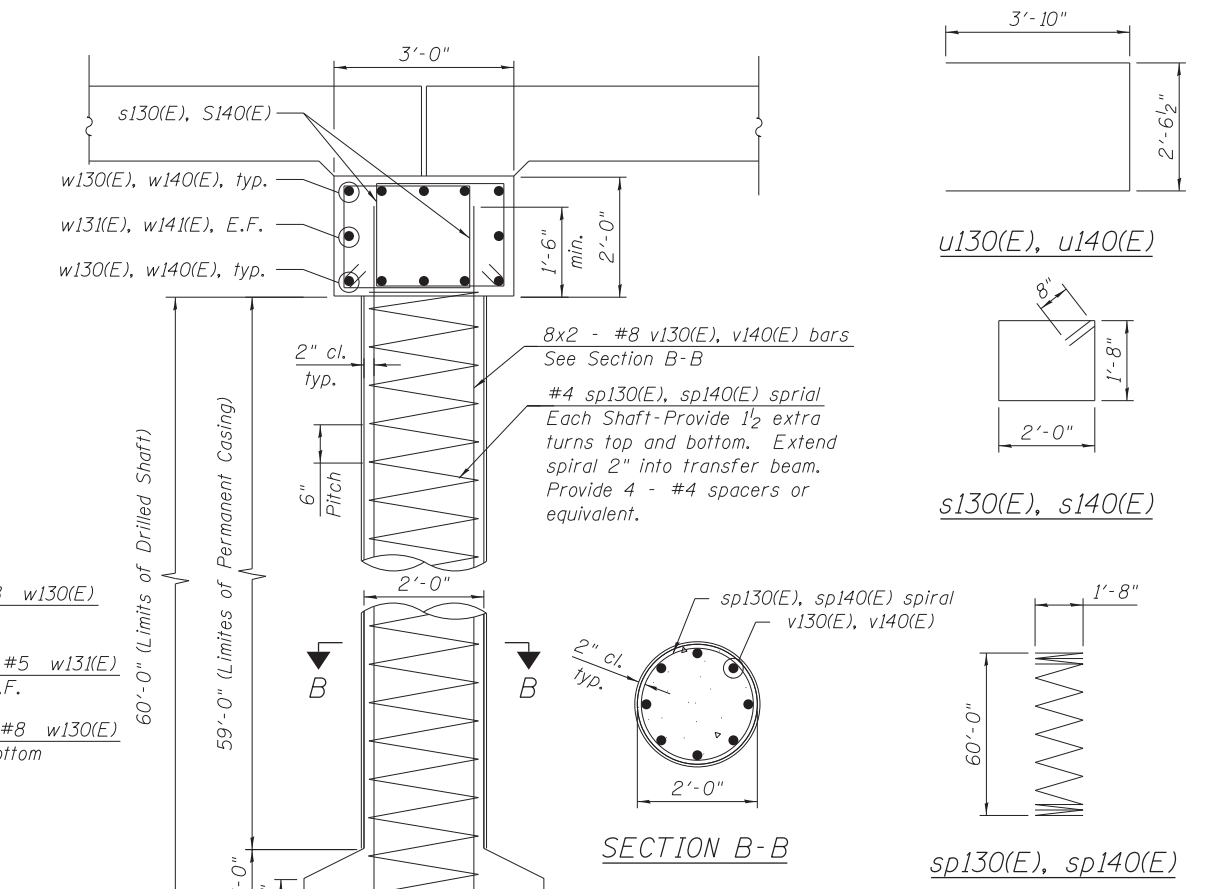 3'-0"
s130(E), S140(E)
w130(E), w140(E), typ.
w131(E), w141(E), E.F.
w130(E), w140(E), typ.
1'-6"
min.
2'-0"
2" cl.
typ.
8x2 - #8 v130(E), v140(E) bars
See Section B-B
#4 sp130(E), sp140(E) sprial
Each Shaft-Provide 1½ extra
turns top and bottom. Extend
spiral 2" into transfer beam.
Provide 4 - #4 spacers or
equivalent.
6"
Pitch
60'-0" (Limits of Drilled Shaft)
59'-0" (Limites of Permanent Casing)
w130(E)
#5 w131(E)
#8 w130(E)
2'-0"
B
B
sp130(E), sp140(E) spiral
v130(E), v140(E)
2" cl.
typ.
2'-0"
SECTION B-B
3'-10"
2'-6½"
u130(E), u140(E)
8"
1'-8"
2'-0"
s130(E), s140(E)
1'-8"
60'-0"
sp130(E), sp140(E)